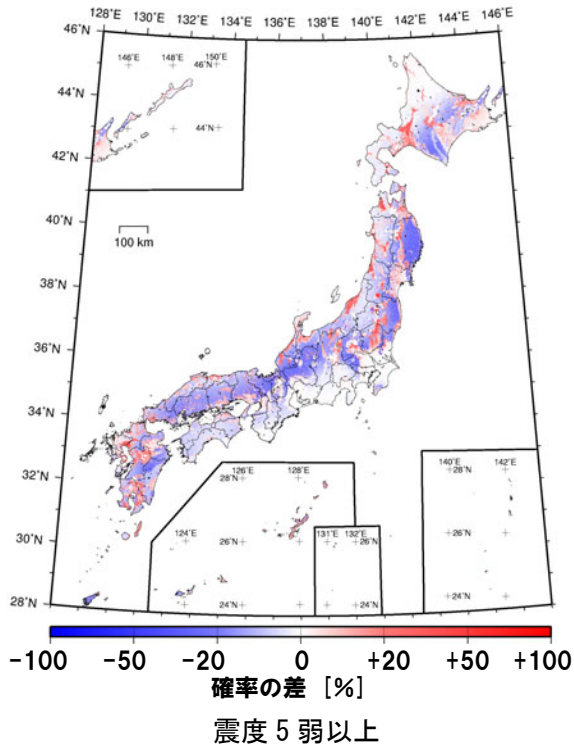 128°E 130°E 132°E 134°E 136°E 138°E 140°E 142°E 144°E 146°E
46°N
146°E 148°E 150°E
46°N
44°N
44°N
42°N
40°N
100 km
38°N
36°N
34°N
32°N
126°E 128°E
28°N
140°E 142°E
28°N
30°N
124°E
26°N
131°E 132°E
26°N
26°N
28°N
24°N
24°N
24°N
-100 -50 -20 0 +20 +50 +100
確率の差 [%]
震度5弱以上